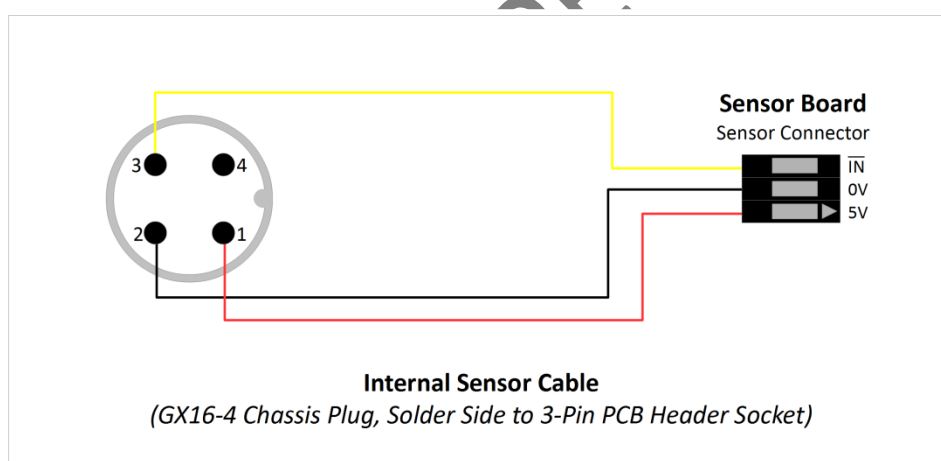 Sensor Board
Sensor Connector
3 4 I̅N̅
0V
2 1 5V
Internal Sensor Cable
(GX16-4 Chassis Plug, Solder Side to 3-Pin PCB Header Socket)